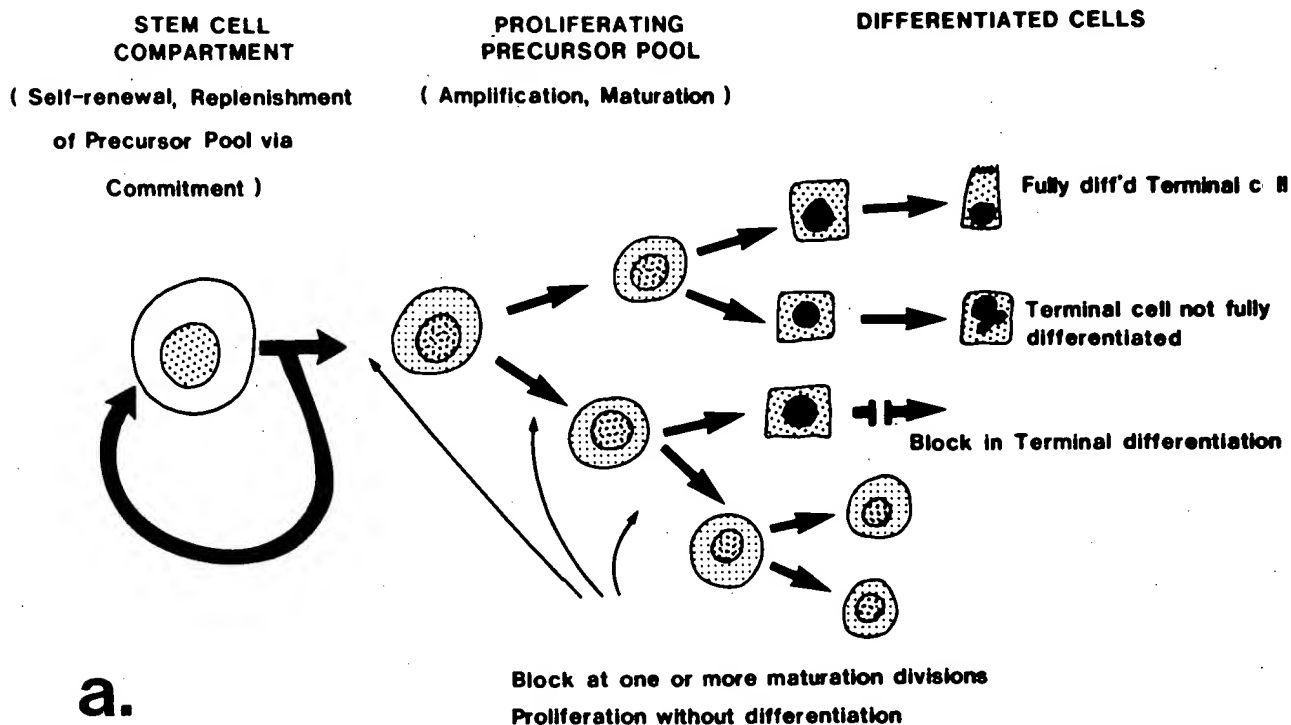 STEM CELL
COMPARTMENT
( Self-renewal, Replenishment
of Precursor Pool via
Commitment )
PROLIFERATING
PRECURSOR POOL
( Amplification, Maturation )
DIFFERENTIATED CELLS
Fully diff'd Terminal c ll
Terminal cell not fully
differentiated
Block in Terminal differentiation
Block at one or more maturation divisions
Proliferation without differentiation
a.